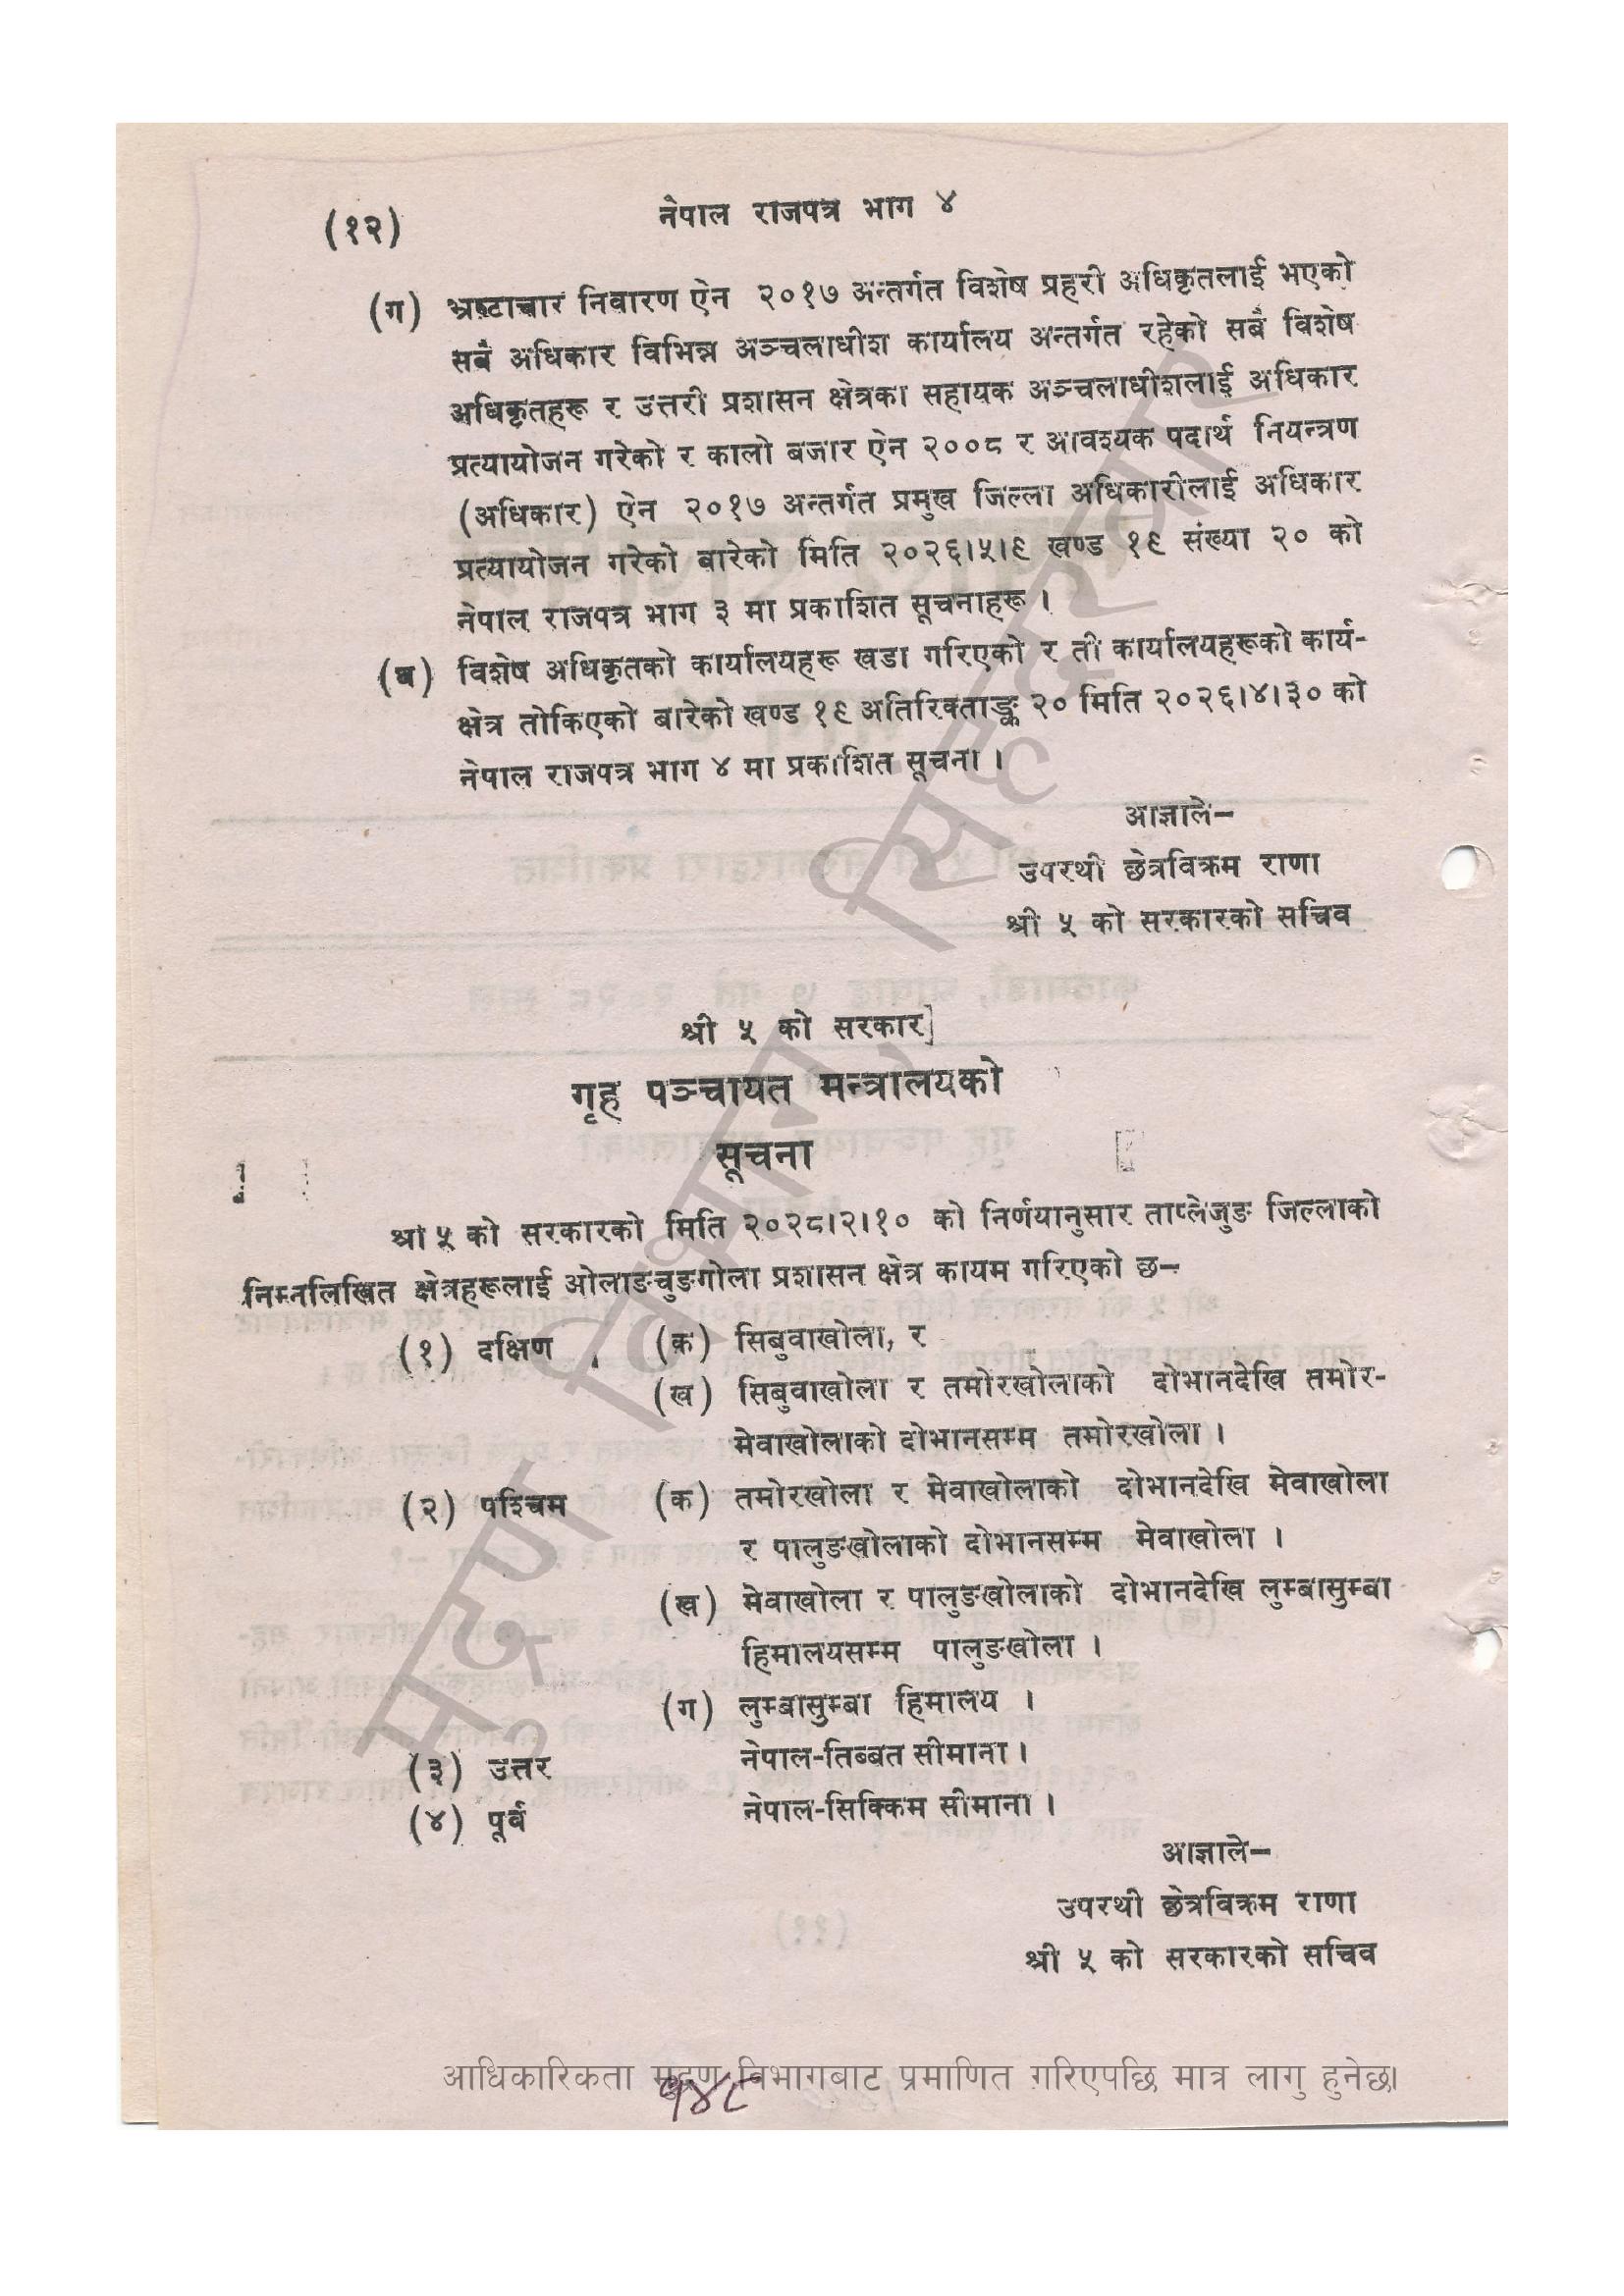 (१२)
नेपाल राजपत्र भाग ४
(ग) भ्रष्टाचार निवारण ऐन २०१७ अन्तर्गत विशेष प्रहरी अधिकृतलाई भएको
सबै अधिकार विभिन्न अञ्चलाधीश कार्यालय अन्तर्गत रहेको सबै विशेष
अधिकृतहरू र उत्तरी प्रशासन क्षेत्रका सहायक अञ्चलाधीशलाई अधिकार
प्रत्यायोजन गरेको र कालो बजार ऐन २००८ र आवश्यक पदार्थ नियन्त्रण
(अधिकार) ऐन २०१७ अन्तर्गत प्रमुख जिल्ला अधिकारीलाई अधिकार
प्रत्यायोजन गरेको बारेको मिति २०२६।५।९ खण्ड १९ संख्या २० को
नेपाल राजपत्र भाग ३ मा प्रकाशित सूचनाहरू ।
(घ) विशेष अधिकृतको कार्यालयहरू खडा गरिएको र ती कार्यालयहरूको कार्य-
क्षेत्र तोकिएको बारेको खण्ड १९ अतिरिक्ताङ्क २० मिति २०२६।४।३० को
नेपाल राजपत्र भाग ४ मा प्रकाशित सूचना ।
आज्ञाले–
उपरथी छेत्रविक्रम राणा
श्री ५ को सरकारको सचिव
श्री ५ को सरकार
गृह पञ्चायत मन्त्रालयको
सूचना
श्री ५ को सरकारको मिति २०२८।२।१० को निर्णयानुसार ताप्लेजुङ जिल्लाको
निम्नलिखित क्षेत्रहरूलाई ओलाङचुङगोला प्रशासन क्षेत्र कायम गरिएको छ–
(१) दक्षिण (क) सिबुवाखोला, र
(ख) सिबुवाखोला र तमोरखोलाको दोभानदेखि तमोर-
मेवाखोलाको दोभानसम्म तमोरखोला ।
(२) पश्चिम (क) तमोरखोला र मेवाखोलाको दोभानदेखि मेवाखोला
र पालुङखोलाको दोभानसम्म मेवाखोला ।
(ख) मेवाखोला र पालुङखोलाको दोभानदेखि लुम्बासुम्बा
हिमालयसम्म पालुङखोला ।
(ग) लुम्बासुम्बा हिमालय ।
(३) उत्तर नेपाल-तिब्बत सीमाना ।
(४) पूर्व नेपाल-सिक्किम सीमाना ।
आज्ञाले–
उपरथी छेत्रविक्रम राणा
श्री ५ को सरकारको सचिव
आधिकारिकता मुद्रण विभागबाट प्रमाणित गरिएपछि मात्र लागु हुनेछ।
१४८